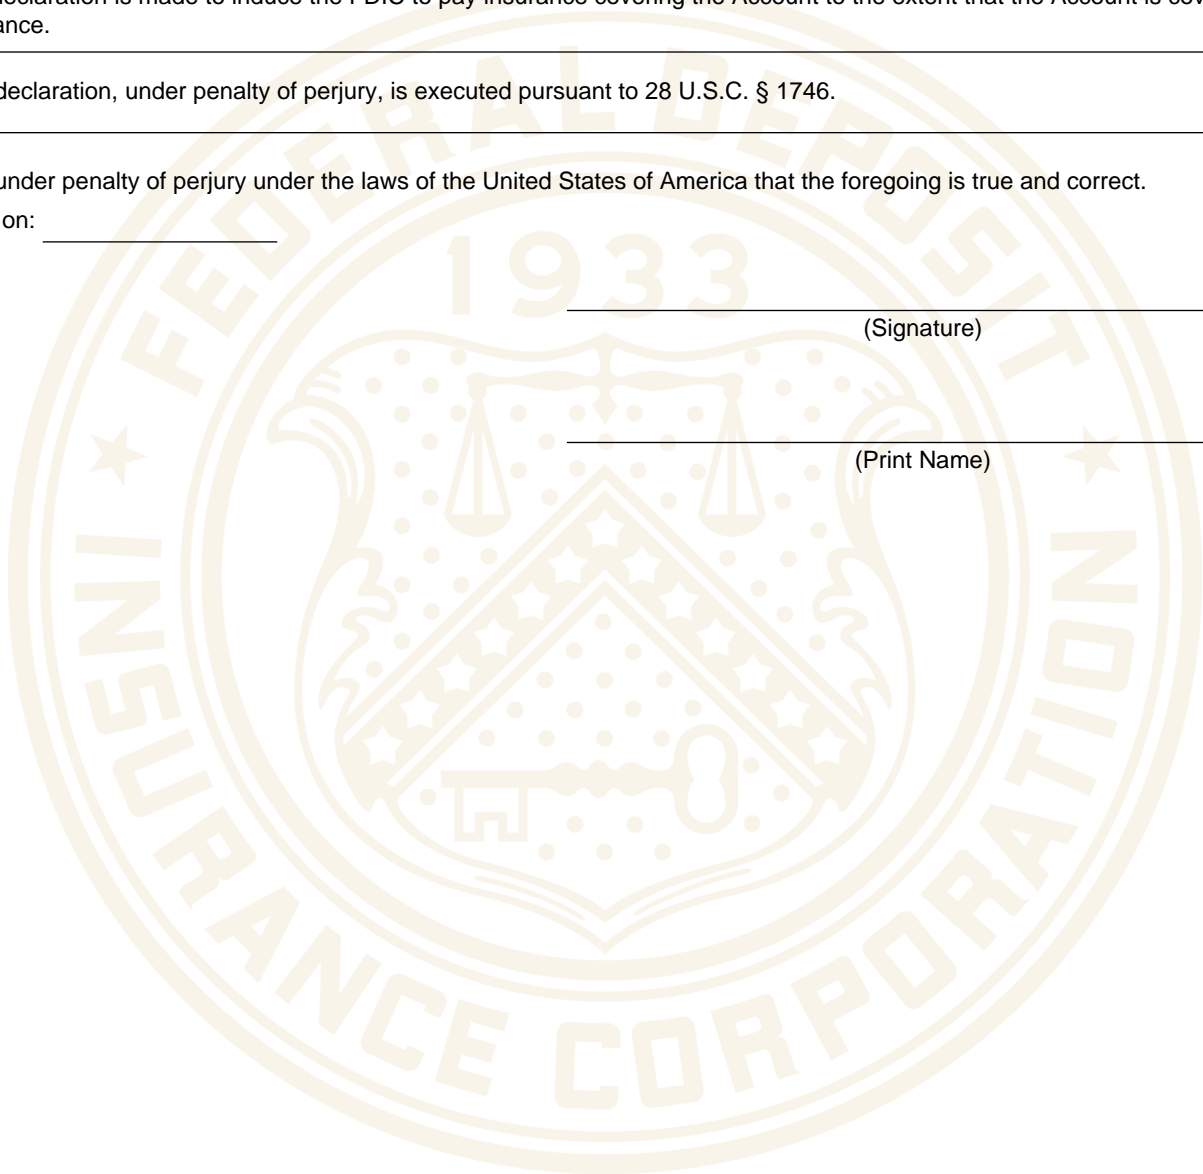 declaration is made to induce the FDIC to pay insurance covering the Account to the extent that the Account is
ance.
declaration, under penalty of perjury, is executed pursuant to 28 U.S.C. § 1746.
under penalty of perjury under the laws of the United States of America that the foregoing is true and correct.
on:
(Signature)
(Print Name)
FEDERAL DEPOSIT
INSURANCE CORPORATION
1933